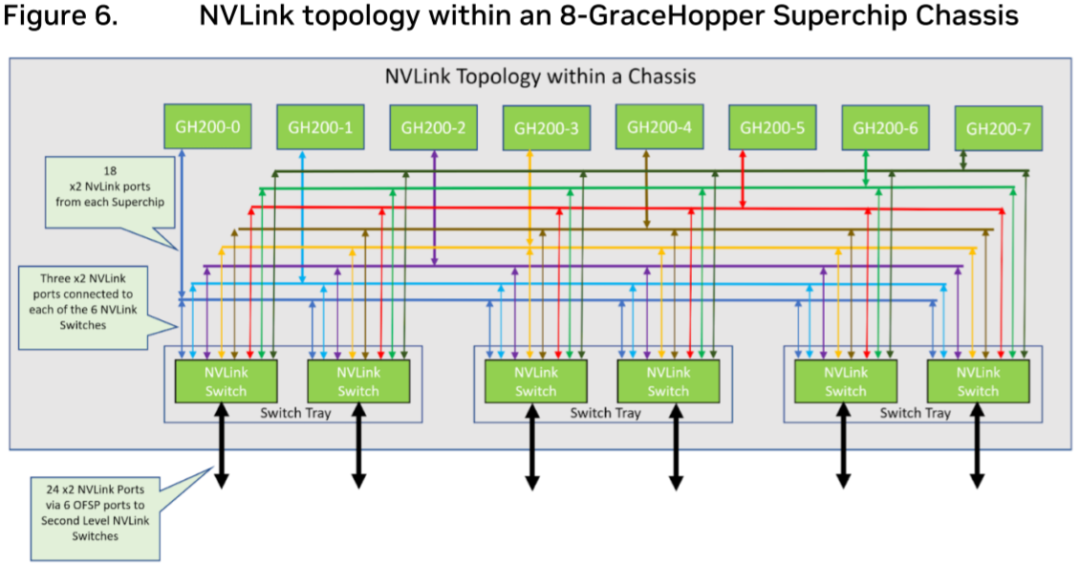 Figure 6. NVLink topology within an 8-GraceHopper Superchip Chassis
NVLink Topology within a Chassis
GH200-0
GH200-1
GH200-2
GH200-3
GH200-4
GH200-5
GH200-6
GH200-7
18
x2 NvLink ports
from each Superchip
Three x2 NVLink
ports connected to
each of the 6 NVLink
Switches
NVLink
Switch
NVLink
Switch
Switch Tray
NVLink
Switch
NVLink
Switch
Switch Tray
NVLink
Switch
NVLink
Switch
Switch Tray
24 x2 NVLink Ports
via 6 OFSP ports to
Second Level NVLink
Switches